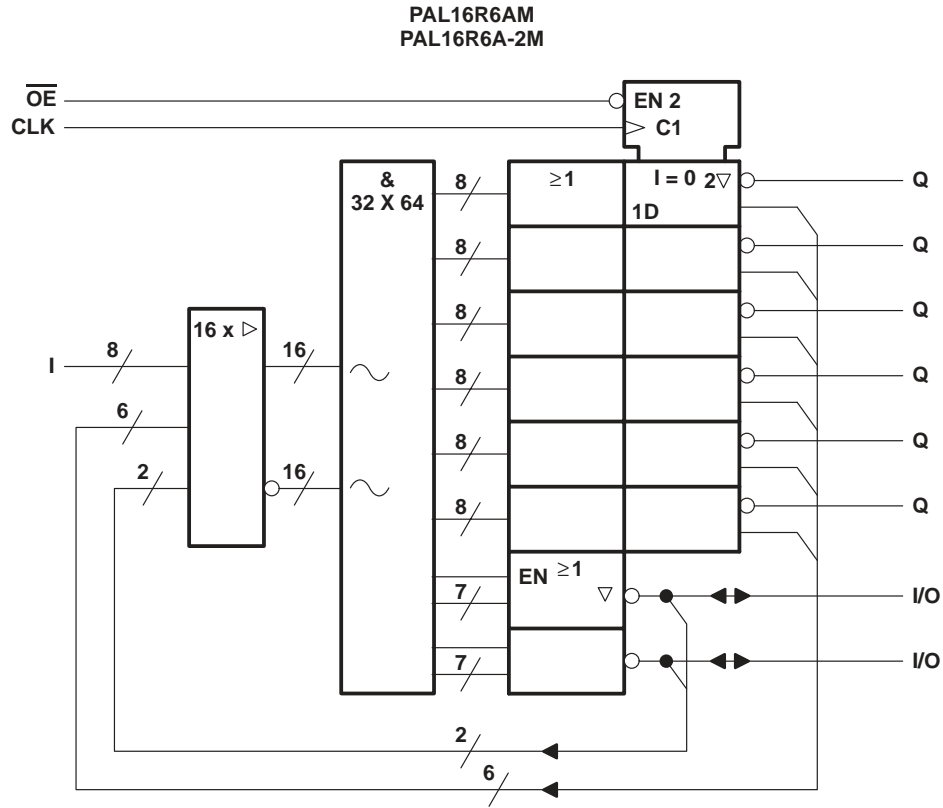 PAL16R6AM
PAL16R6A-2M
OE
EN 2
CLK
C1
&
32 X 64
8
≥1
I = 0 2▽
Q
1D
8
Q
8
Q
16 x ▷
I
8
16
8
Q
6
8
Q
2
16
8
Q
EN ≥1
▽
7
I/O
7
I/O
2
6